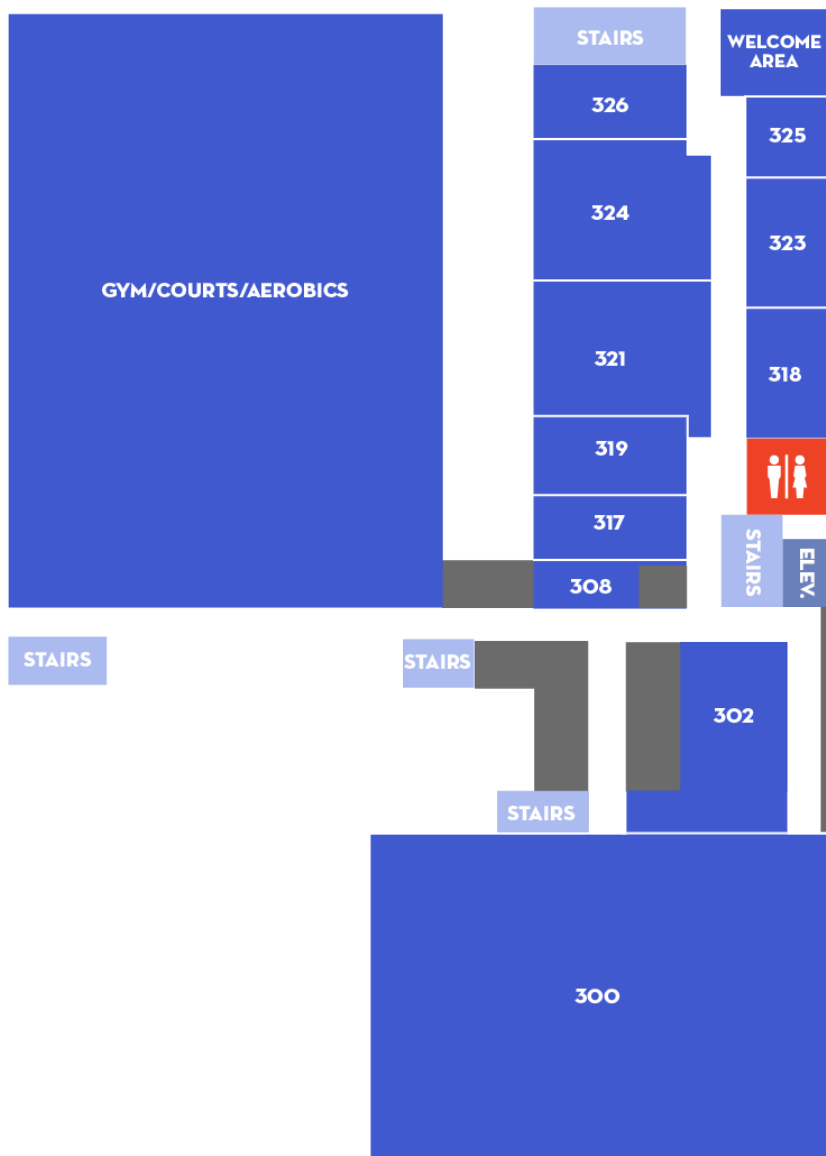 STAIRS
WELCOME
AREA
326
325
324
323
GYM/COURTS/AEROBICS
321
318
319
317
STAIRS
ELEV.
308
STAIRS
STAIRS
302
STAIRS
300